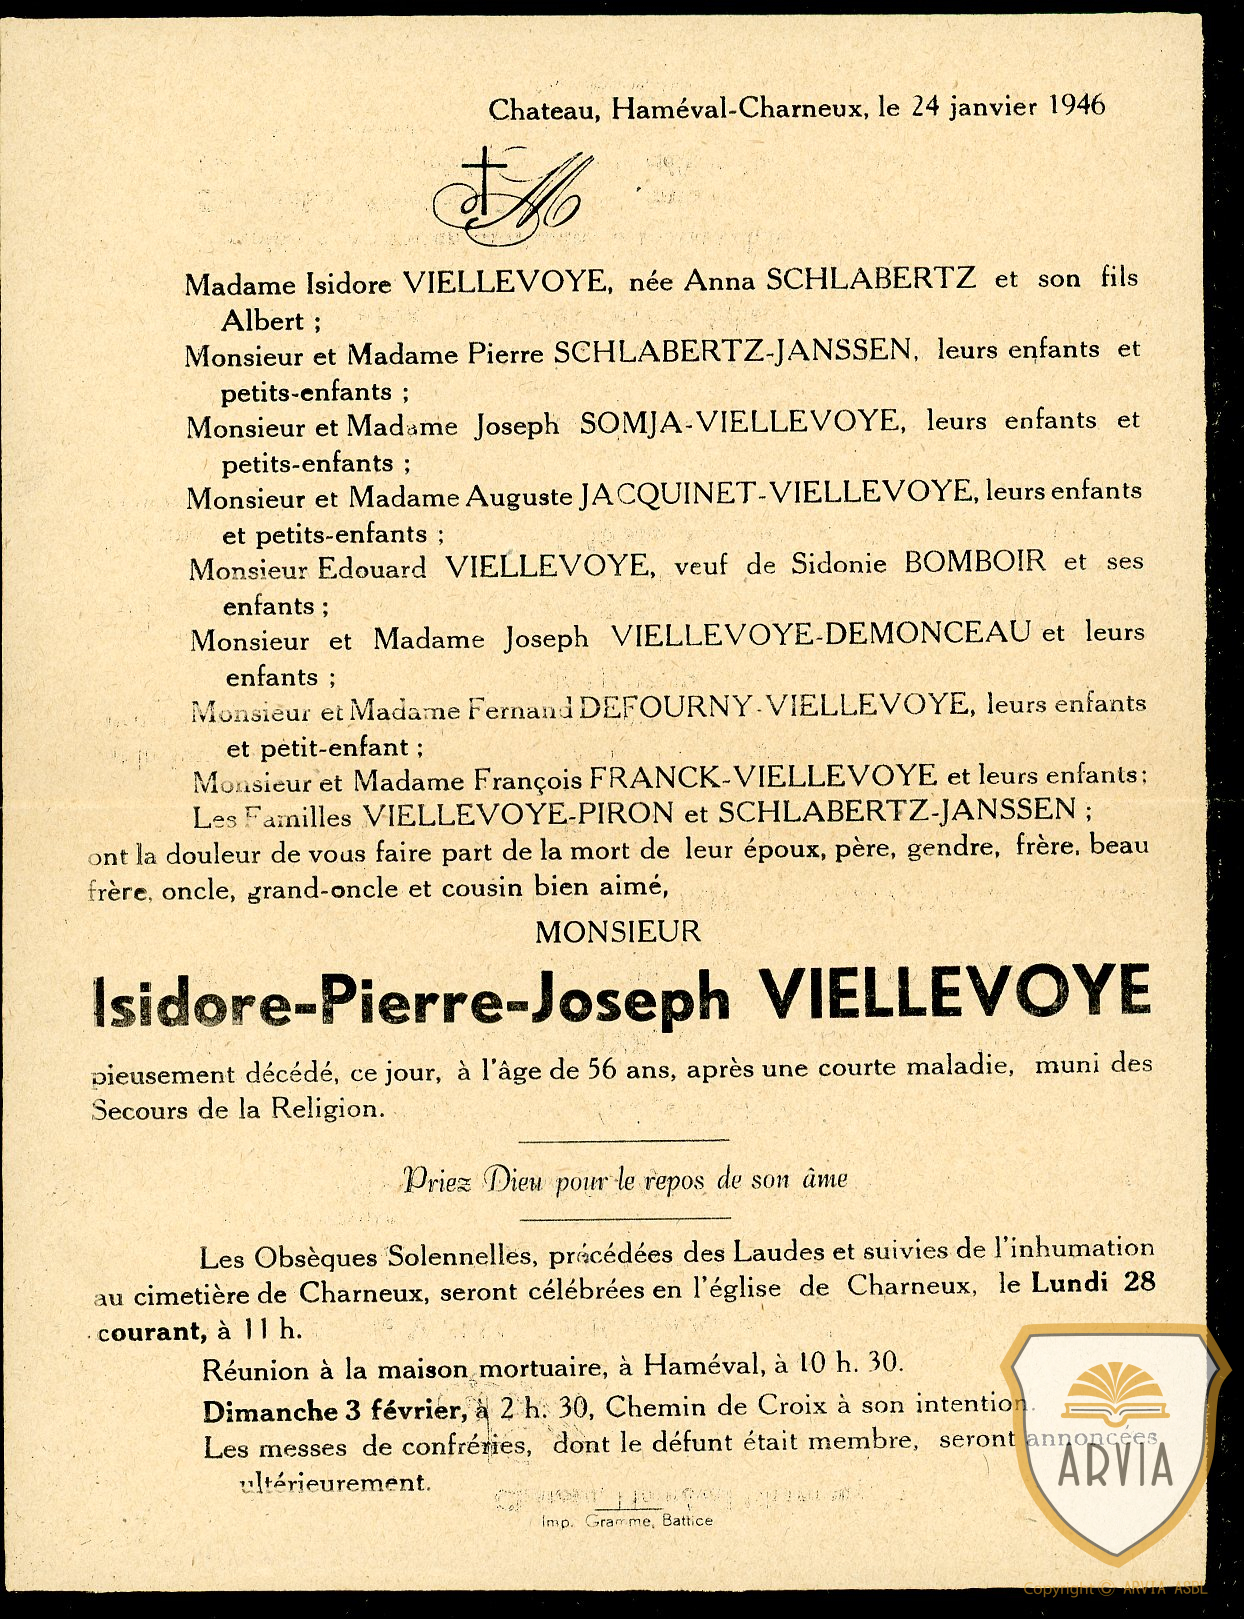 Chateau, Haméval-Charneux, le 24 janvier 1946
M
Madame Isidore VIELLEVOYE, née Anna SCHLABERTZ et son fils
Albert ;
Monsieur et Madame Pierre SCHLABERTZ-JANSSEN, leurs enfants et
petits-enfants ;
Monsieur et Madame Joseph SOMJA-VIELLEVOYE, leurs enfants et
petits-enfants ;
Monsieur et Madame Auguste JACQUINET-VIELLEVOYE, leurs enfants
et petits-enfants ;
Monsieur Edouard VIELLEVOYE, veuf de Sidonie BOMBOIR et ses
enfants ;
Monsieur et Madame Joseph VIELLEVOYE-DEMONCEAU et leurs
enfants ;
Monsieur et Madame Fernand DEFOURNY-VIELLEVOYE, leurs enfants
et petit-enfant ;
Monsieur et Madame François FRANCK-VIELLEVOYE et leurs enfants ;
Les Familles VIELLEVOYE-PIRON et SCHLABERTZ-JANSSEN ;
ont la douleur de vous faire part de la mort de leur époux, père, gendre, frère, beau
frère, oncle, grand-oncle et cousin bien aimé,
MONSIEUR
Isidore-Pierre-Joseph VIELLEVOYE
pieusement décédé, ce jour, à l'âge de 56 ans, après une courte maladie, muni des
Secours de la Religion.
Priez Dieu pour le repos de son âme
Les Obsèques Solennelles, précédées des Laudes et suivies de l'inhumation
au cimetière de Charneux, seront célébrées en l'église de Charneux, le Lundi 28
courant, à 11 h.
Réunion à la maison mortuaire, à Haméval, à 10 h. 30.
Dimanche 3 février, à 2 h. 30, Chemin de Croix à son intention.
Les messes de confréries, dont le défunt était membre, seront annoncées
ultérieurement.
Imp. Gramme, Battice
ARVIA
Copyright © ARVIA ASBL